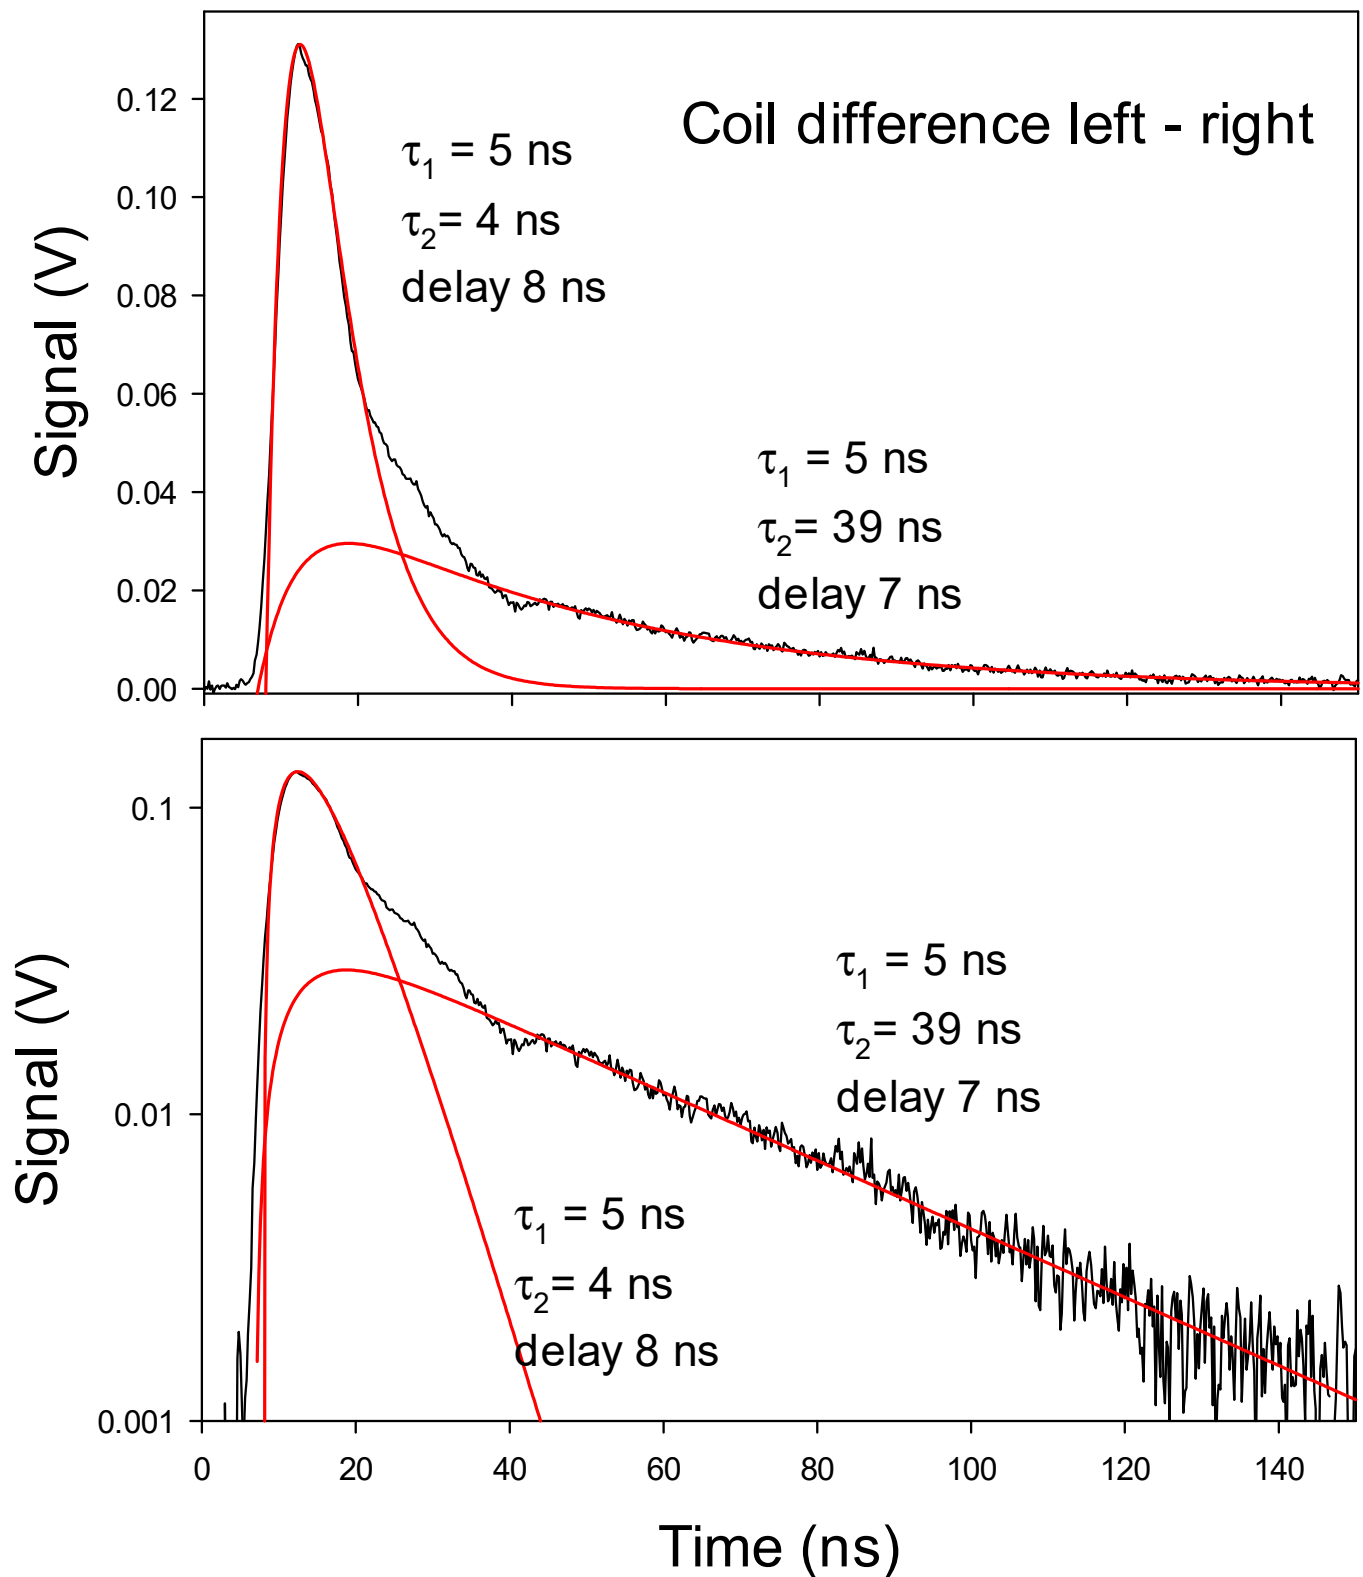 Coil difference left - right
Signal (V)
0.12
0.10
0.08
0.06
0.04
0.02
0.00
τ1 = 5 ns
τ2= 4 ns
delay 8 ns
τ1 = 5 ns
τ2= 39 ns
delay 7 ns
Signal (V)
0.1
0.01
0.001
τ1 = 5 ns
τ2= 39 ns
delay 7 ns
τ1 = 5 ns
τ2= 4 ns
delay 8 ns
0 20 40 60 80 100 120 140
Time (ns)